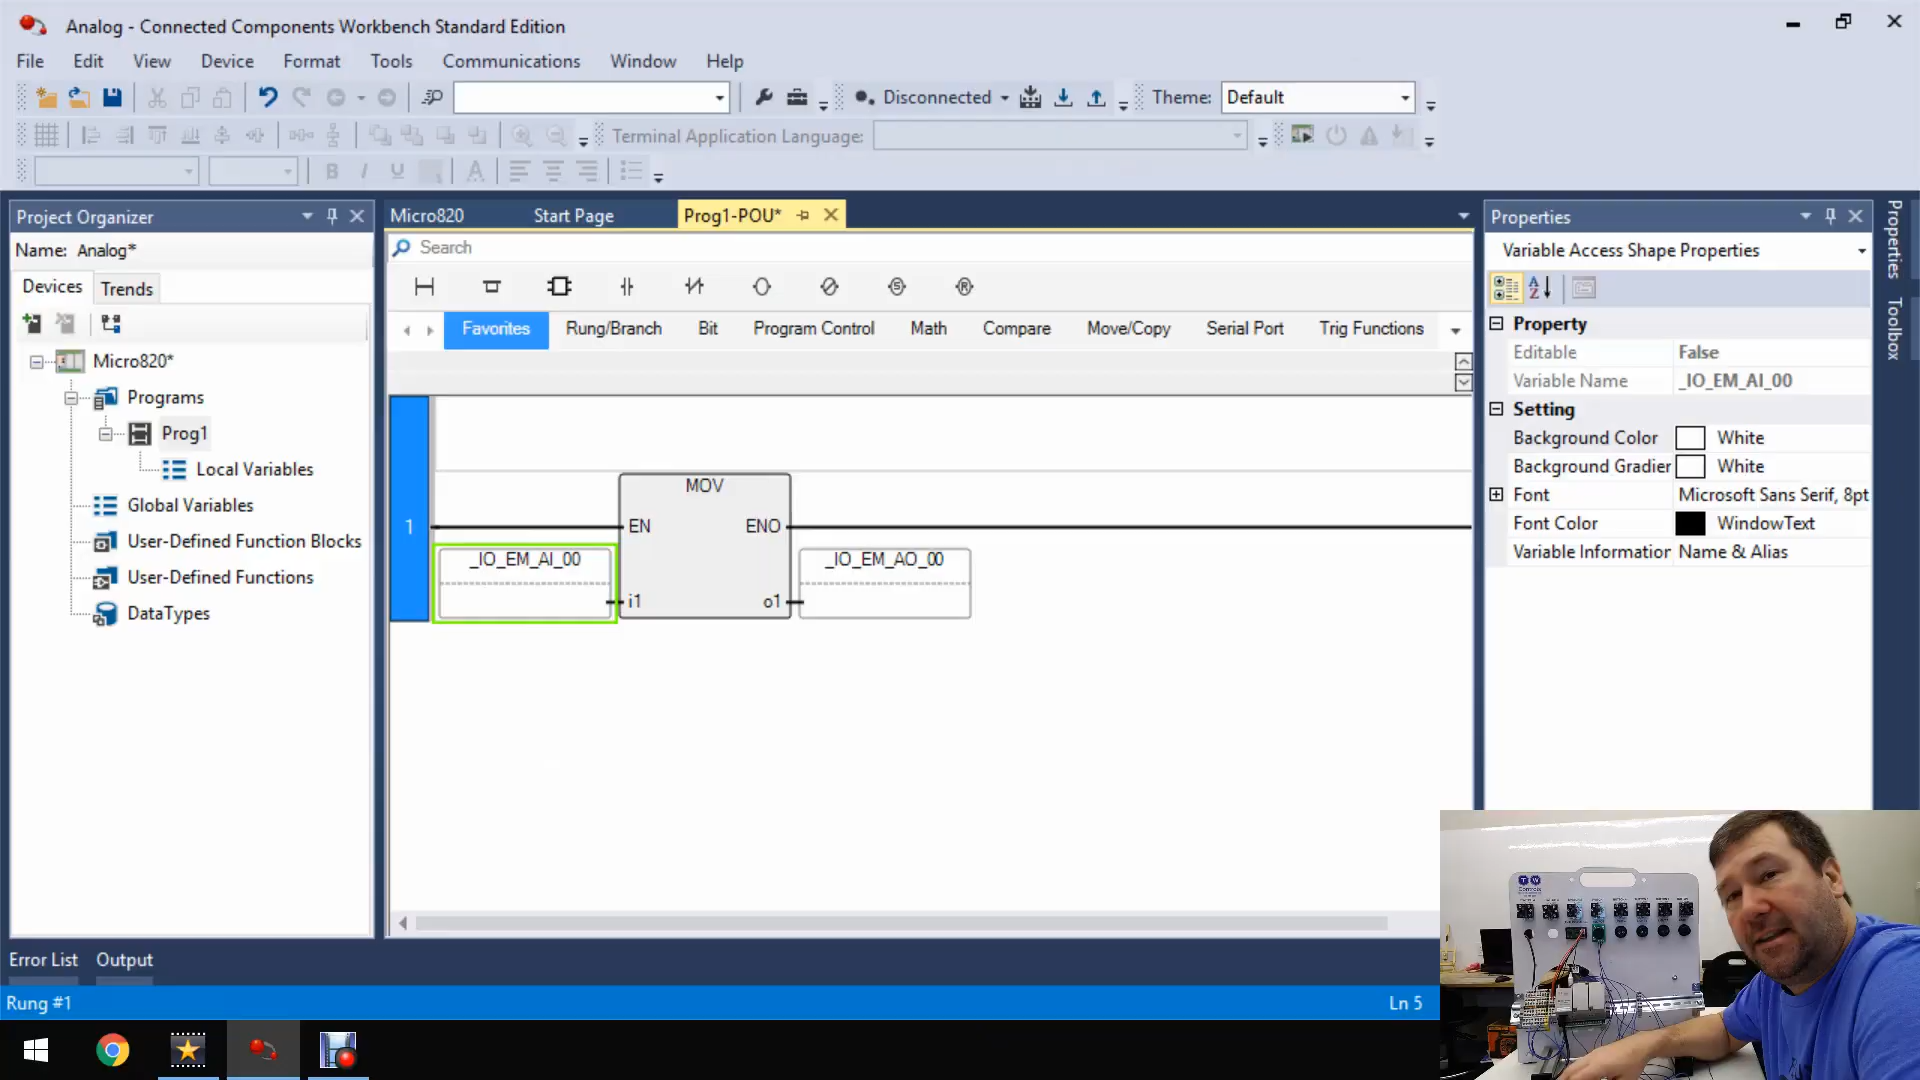 Analog - Connected Components Workbench Standard Edition
File Edit View Device Format Tools Communications Window Help
Disconnected Theme: Default
Terminal Application Language:
B I U A
Project Organizer
Name: Analog*
Devices Trends
Micro820*
Programs
Prog1
Local Variables
Global Variables
User-Defined Function Blocks
User-Defined Functions
DataTypes
Micro820 Start Page Prog1-POU*
Search
Favorites Rung/Branch Bit Program Control Math Compare Move/Copy Serial Port Trig Functions
1
MOV
EN ENO
_IO_EM_AI_00 _IO_EM_AO_00
i1 o1
Properties
Variable Access Shape Properties
Property
Editable False
Variable Name _IO_EM_AI_00
Setting
Background Color White
Background Gradier White
Font Microsoft Sans Serif, 8pt
Font Color WindowText
Variable Information Name & Alias
Properties
Toolbox
Error List Output
Rung #1 Ln 5
T W
Controls